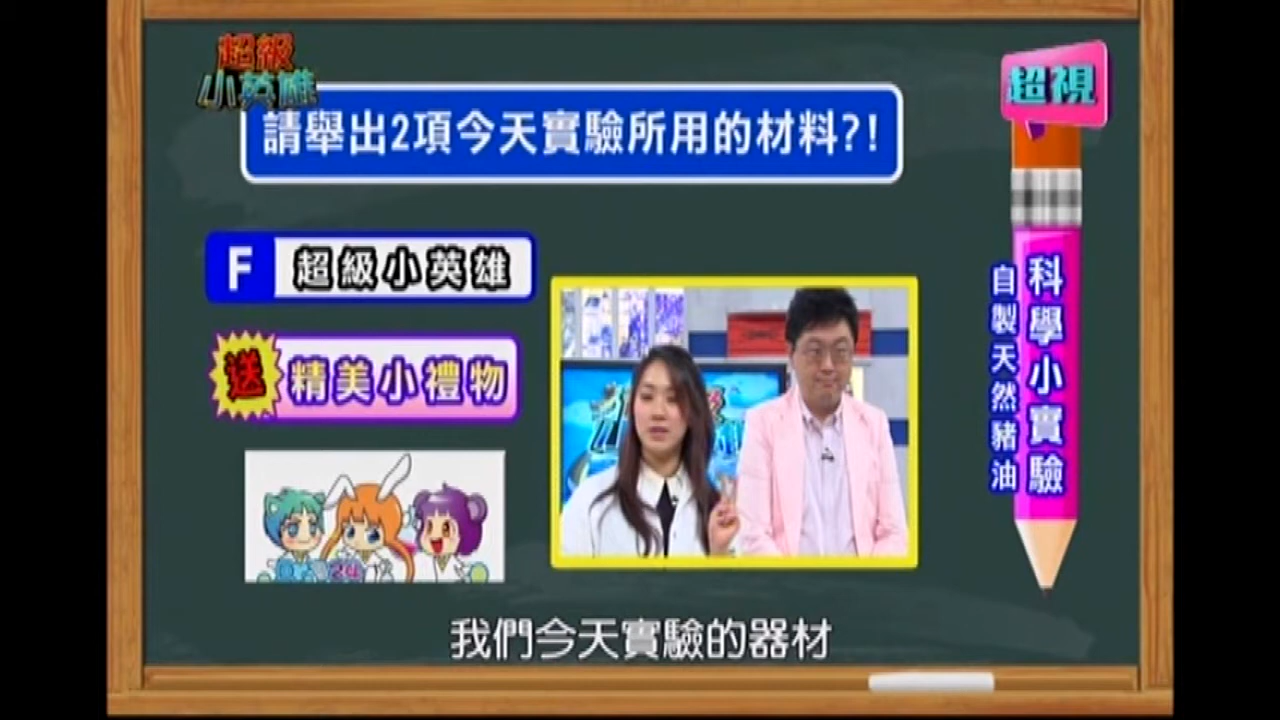 超級
小英雄
超視
請舉出2項今天實驗所用的材料?!
F 超級小英雄
送 精美小禮物
科學小實驗
自製天然豬油
我們今天實驗的器材